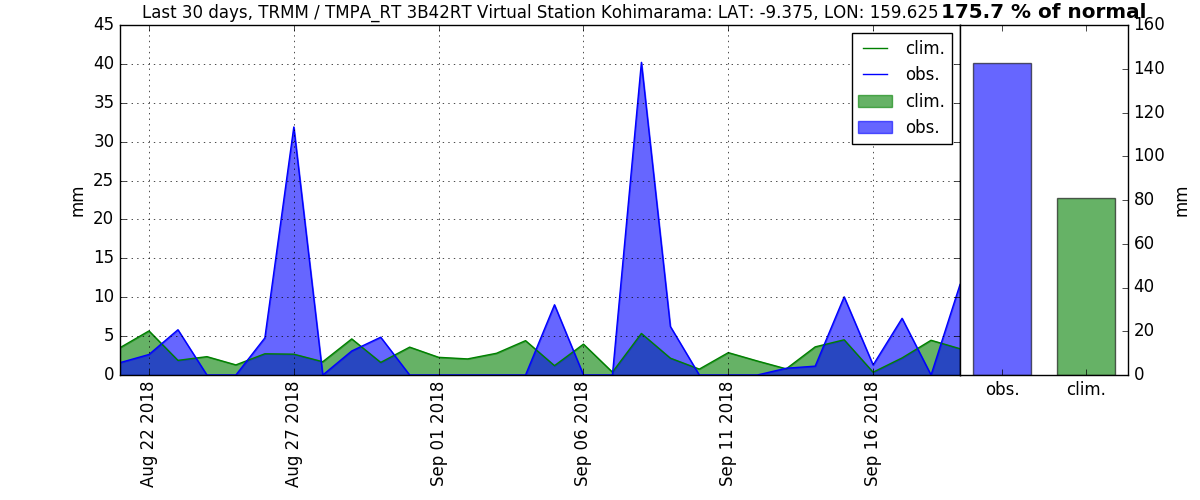 Last 30 days, TRMM / TMPA_RT 3B42RT Virtual Station Kohimarama: LAT: -9.375, LON: 159.625 175.7 % of normal
45
40
35
30
25
20
15
10
5
0
mm
clim.
obs.
clim.
obs.
Aug 22 2018
Aug 27 2018
Sep 01 2018
Sep 06 2018
Sep 11 2018
Sep 16 2018
160
140
120
100
80
60
40
20
0
mm
obs. clim.